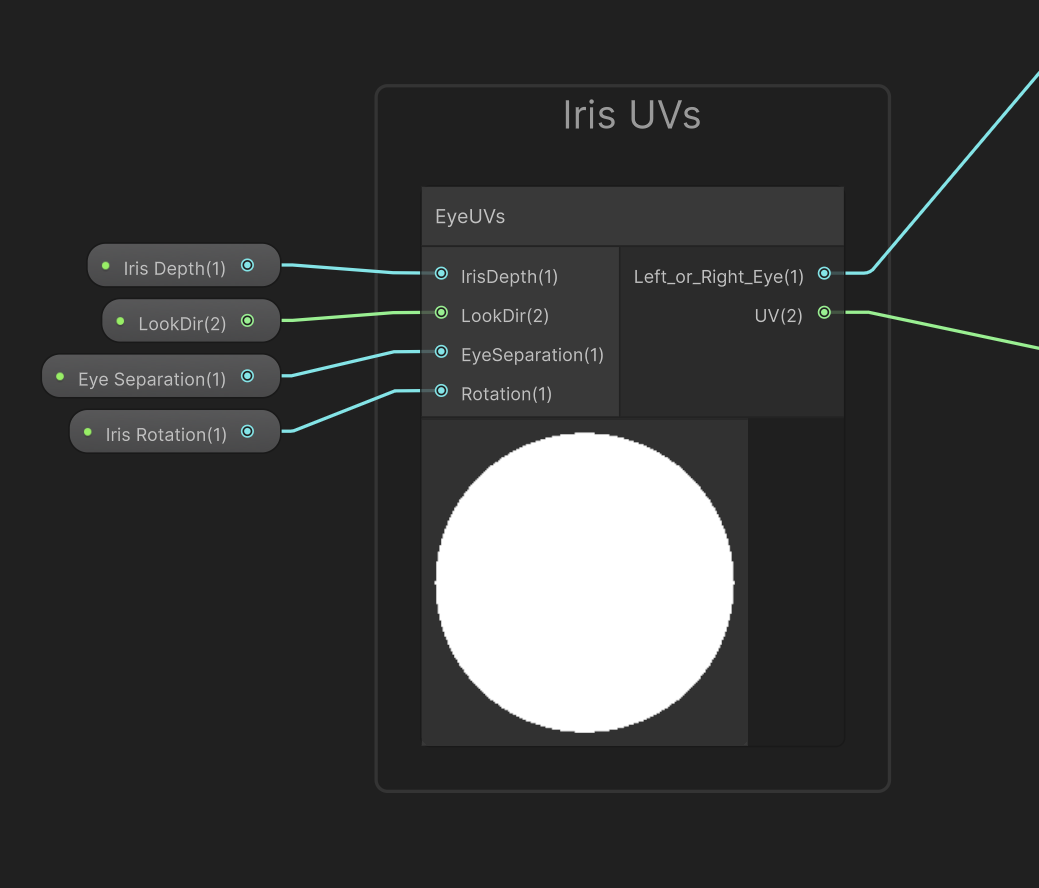 Iris UVs
EyeUVs
Iris Depth(1)
LookDir(2)
Eye Separation(1)
Iris Rotation(1)
IrisDepth(1)
LookDir(2)
EyeSeparation(1)
Rotation(1)
Left_or_Right_Eye(1)
UV(2)